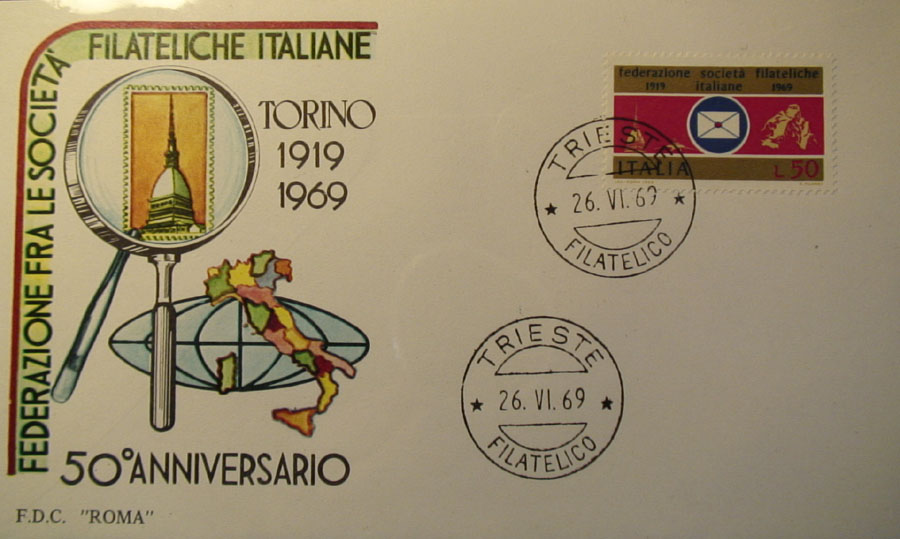 FEDERAZIONE FRA LE SOCIETÀ FILATELICHE ITALIANE
TORINO
1919
1969
50° ANNIVERSARIO
F.D.C. "ROMA"
federazione società filateliche
1919 italiane 1969
ITALIA L.50
TRIESTE
26. VI. 69
FILATELICO
TRIESTE
26. VI. 69
FILATELICO